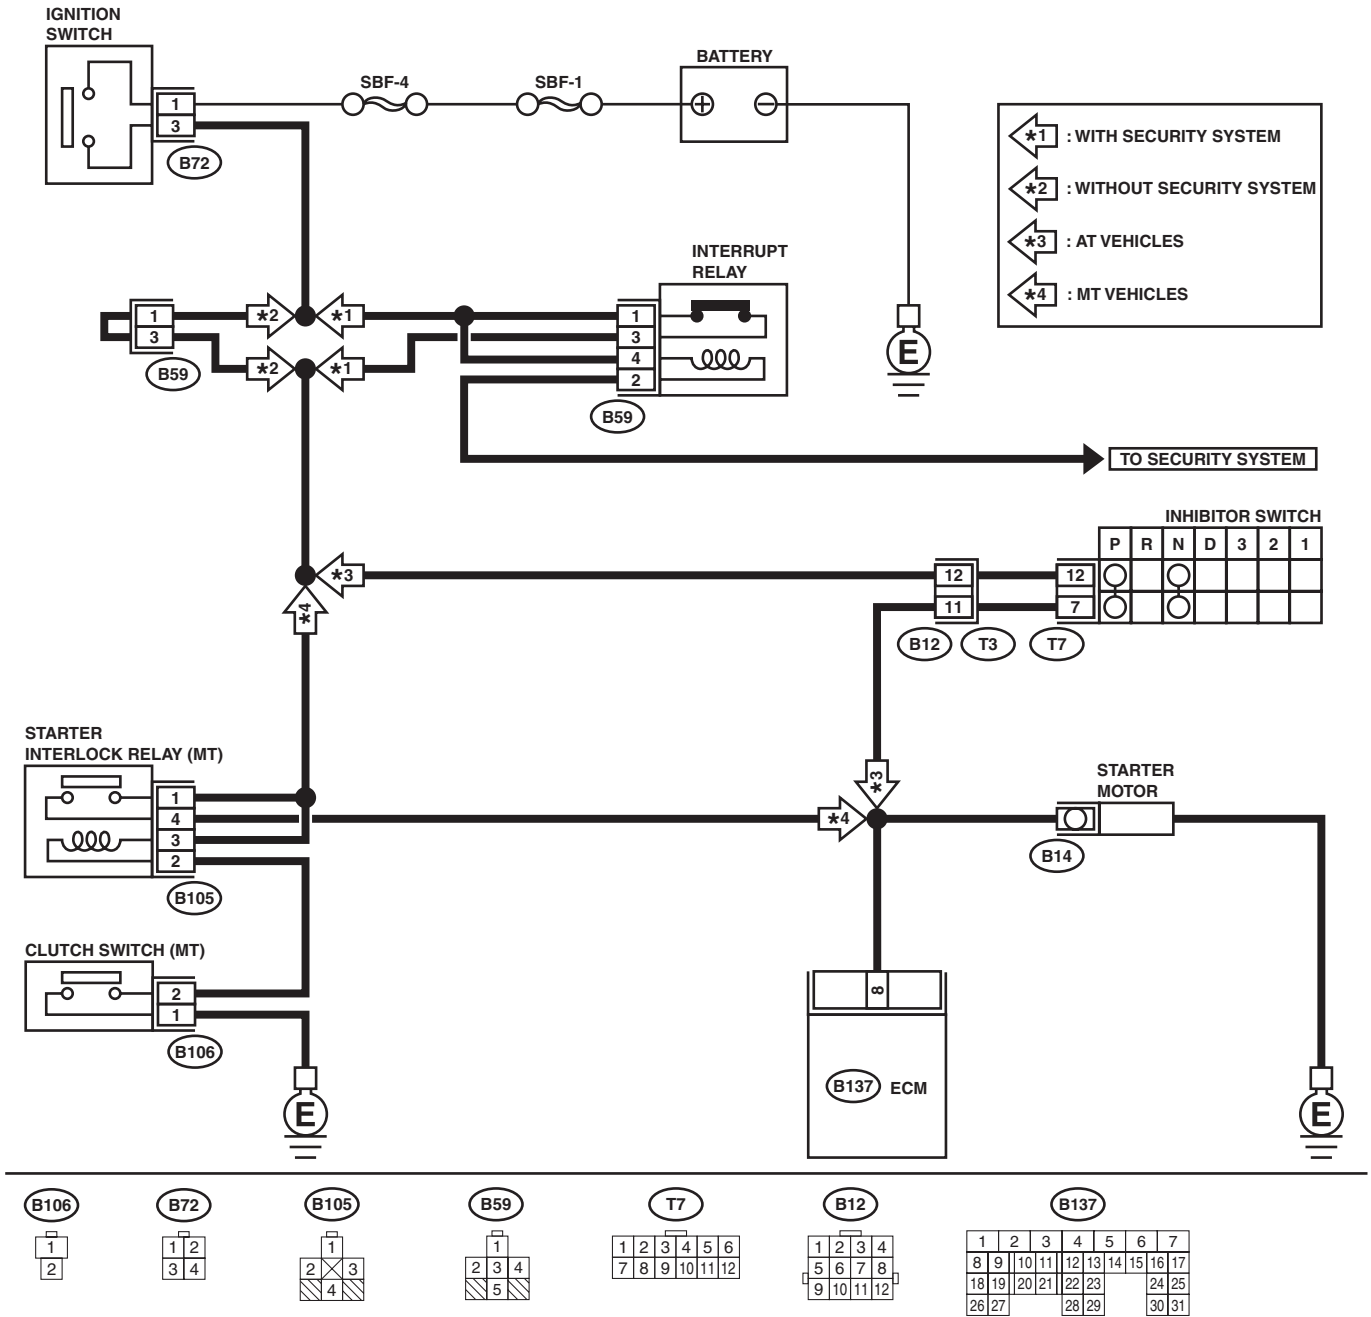 IGNITION
SWITCH
1
3
B72
SBF-4
SBF-1
BATTERY
+
−
E
*1 : WITH SECURITY SYSTEM
*2 : WITHOUT SECURITY SYSTEM
*3 : AT VEHICLES
*4 : MT VEHICLES
1
3
B59
*2
*1
*2
*1
INTERRUPT
RELAY
1
3
4
2
B59
TO SECURITY SYSTEM
INHIBITOR SWITCH
P R N D 3 2 1
*3
12
11
12
7
B12
T3
T7
*4
STARTER
INTERLOCK RELAY (MT)
1
4
3
2
B105
*3
*4
STARTER
MOTOR
B14
CLUTCH SWITCH (MT)
2
1
B106
E
8
B137 ECM
E
B106
1
2
B72
1 2
3 4
B105
1
2 3
4
B59
1
2 3 4
5
T7
1 2 3 4 5 6
7 8 9 10 11 12
B12
1 2 3 4
5 6 7 8
9 10 11 12
B137
1 2 3 4 5 6 7
8 9 10 11 12 13 14 15 16 17
18 19 20 21 22 23 24 25
26 27 28 29 30 31